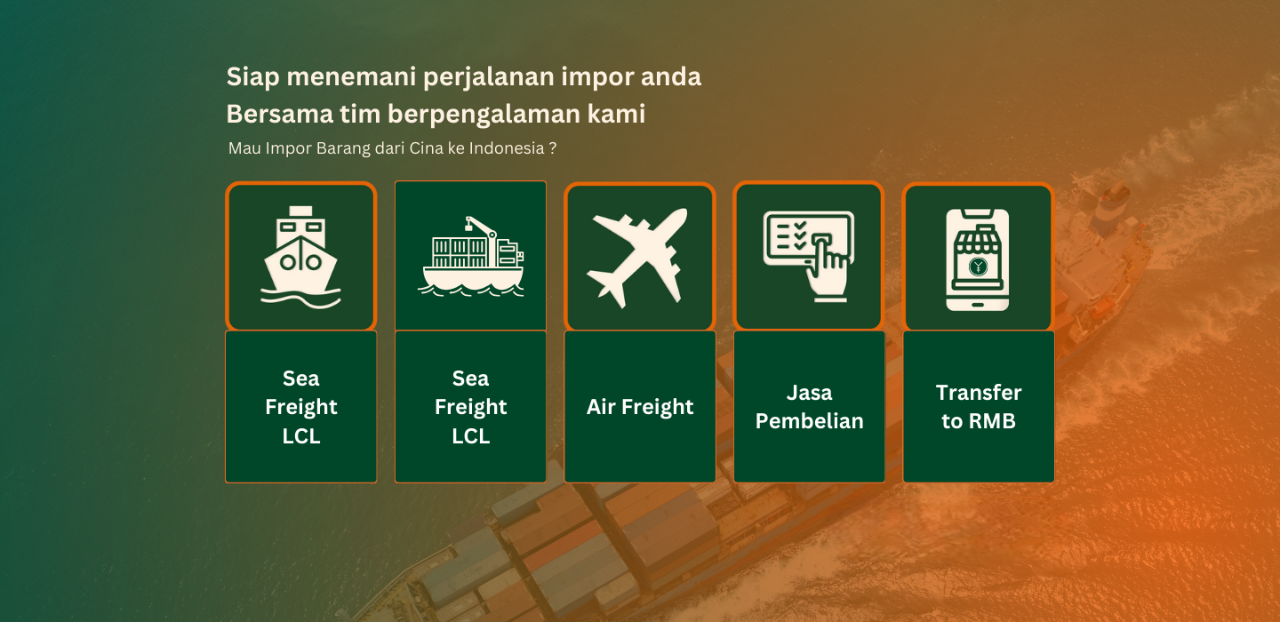 Siap menemani perjalanan impor anda
Bersama tim berpengalaman kami
Mau Impor Barang dari Cina ke Indonesia ?
Sea
Freight
LCL
Sea
Freight
LCL
Air Freight
Jasa
Pembelian
Transfer
to RMB